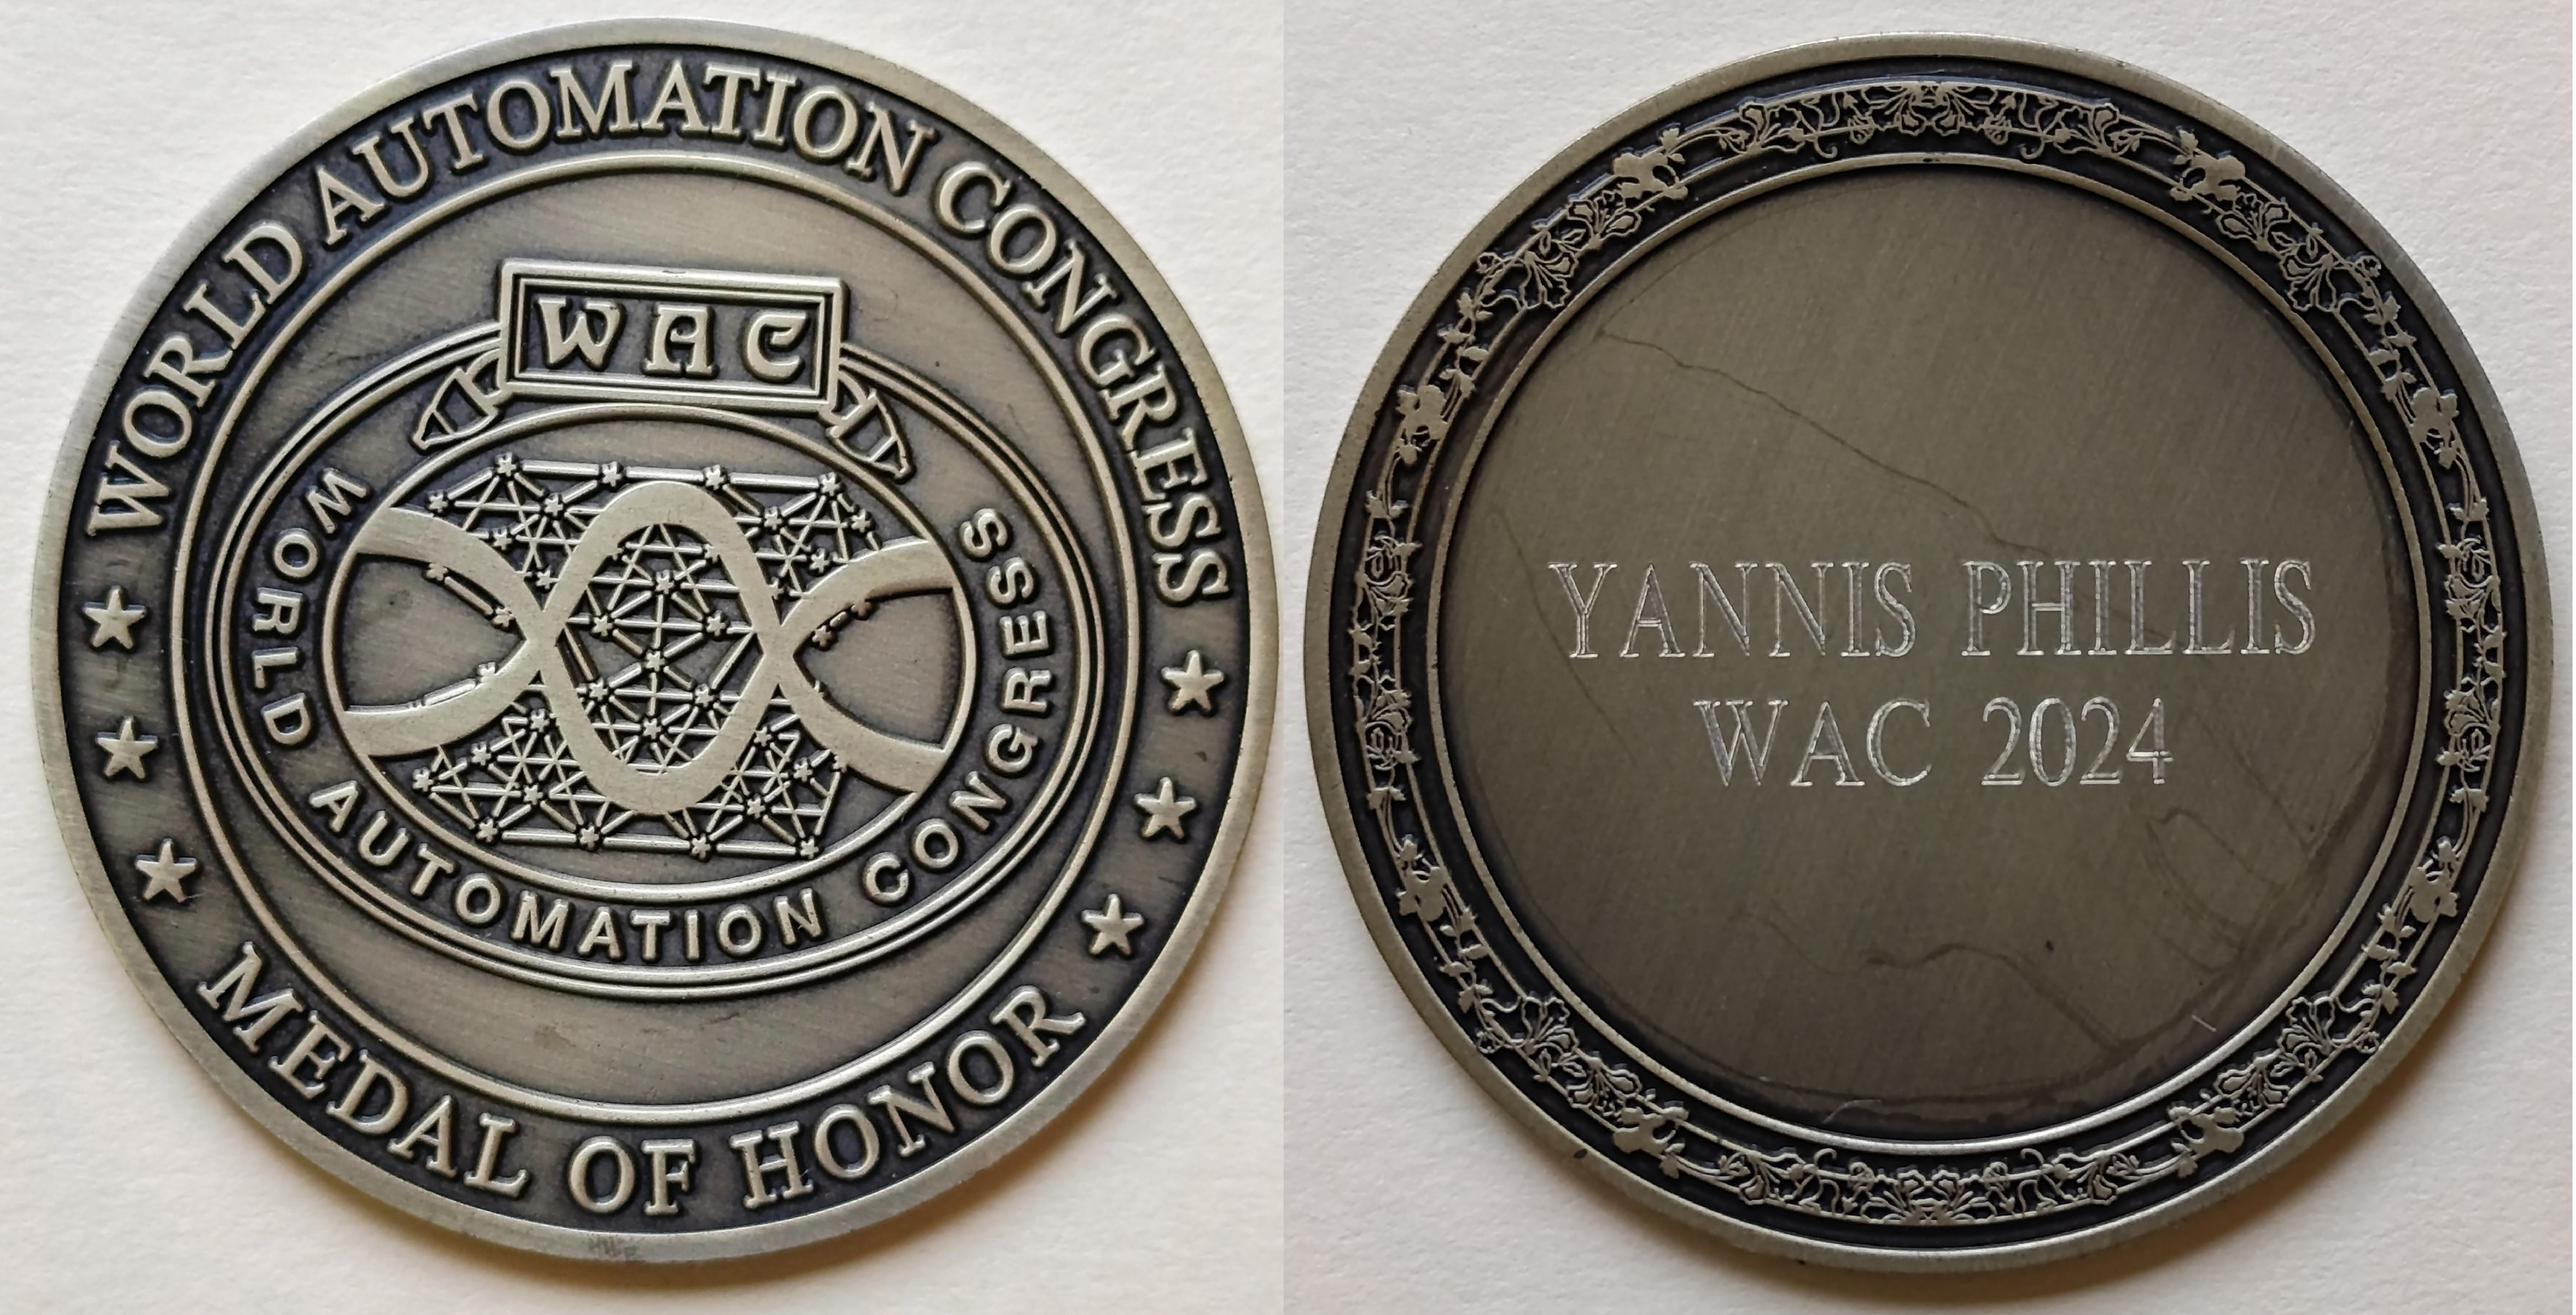 WORLD AUTOMATION CONGRESS
WAC
WORLD AUTOMATION CONGRESS
MEDAL OF HONOR
YANNIS PHILLIS
WAC 2024